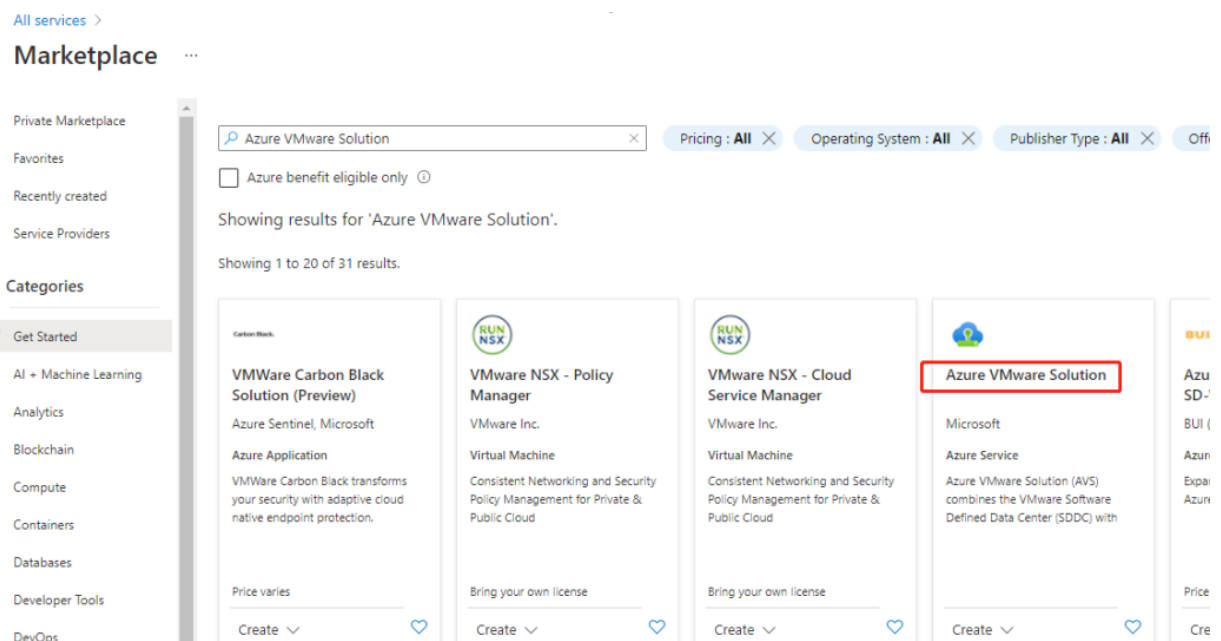 All services >
Marketplace ...
Private Marketplace
Favorites
Recently created
Service Providers
Categories
Get Started
AI + Machine Learning
Analytics
Blockchain
Compute
Containers
Databases
Developer Tools
DevOps
Azure VMware Solution
Pricing : All
Operating System : All
Publisher Type : All
Azure benefit eligible only
Showing results for 'Azure VMware Solution'.
Showing 1 to 20 of 31 results.
Carbon Black.
VMWare Carbon Black
Solution (Preview)
Azure Sentinel, Microsoft
Azure Application
VMWare Carbon Black transforms
your security with adaptive cloud
native endpoint protection.
Price varies
Create
RUN
NSX
VMware NSX - Policy
Manager
VMware Inc.
Virtual Machine
Consistent Networking and Security
Policy Management for Private &
Public Cloud
Bring your own license
Create
RUN
NSX
VMware NSX - Cloud
Service Manager
VMware Inc.
Virtual Machine
Consistent Networking and Security
Policy Management for Private &
Public Cloud
Bring your own license
Create
Azure VMware Solution
Microsoft
Azure Service
Azure VMware Solution (AVS)
combines the VMware Software
Defined Data Center (SDDC) with
Create
BUI
Price